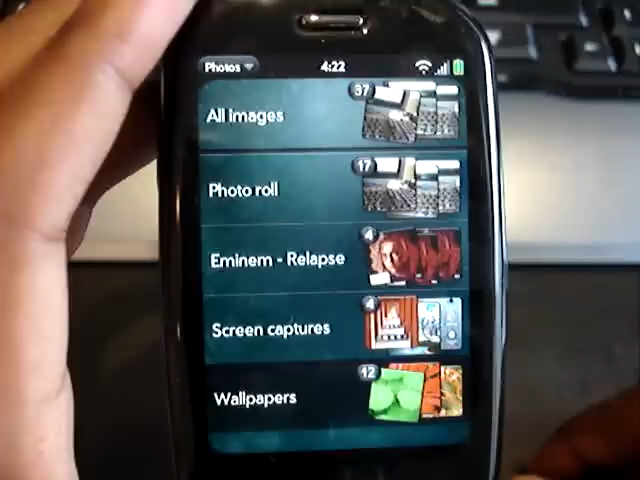 Photos 4:22
All images 37
Photo roll 17
Eminem - Relapse 4
Screen captures 4
Wallpapers 12